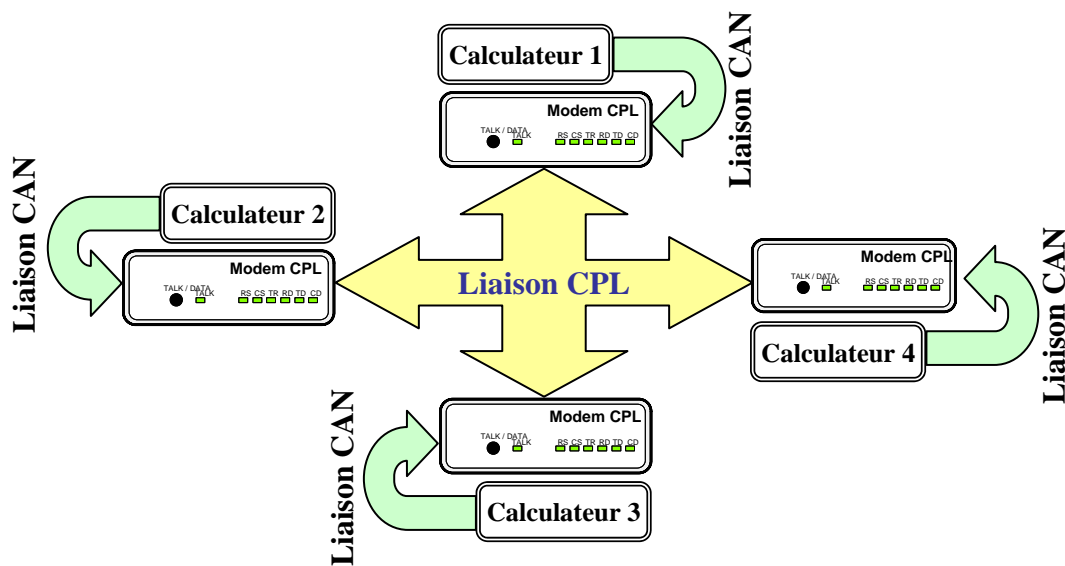 Calculateur 1
Liaison CAN
Modem CPL
TALK / DATA
TALK
RS CS TR RD TD CD
Calculateur 2
Liaison CAN
Modem CPL
TALK / DATA
TALK
RS CS TR RD TD CD
Liaison CPL
Modem CPL
TALK / DATA
TALK
RS CS TR RD TD CD
Calculateur 4
Liaison CAN
Modem CPL
TALK / DATA
TALK
RS CS TR RD TD CD
Calculateur 3
Liaison CAN